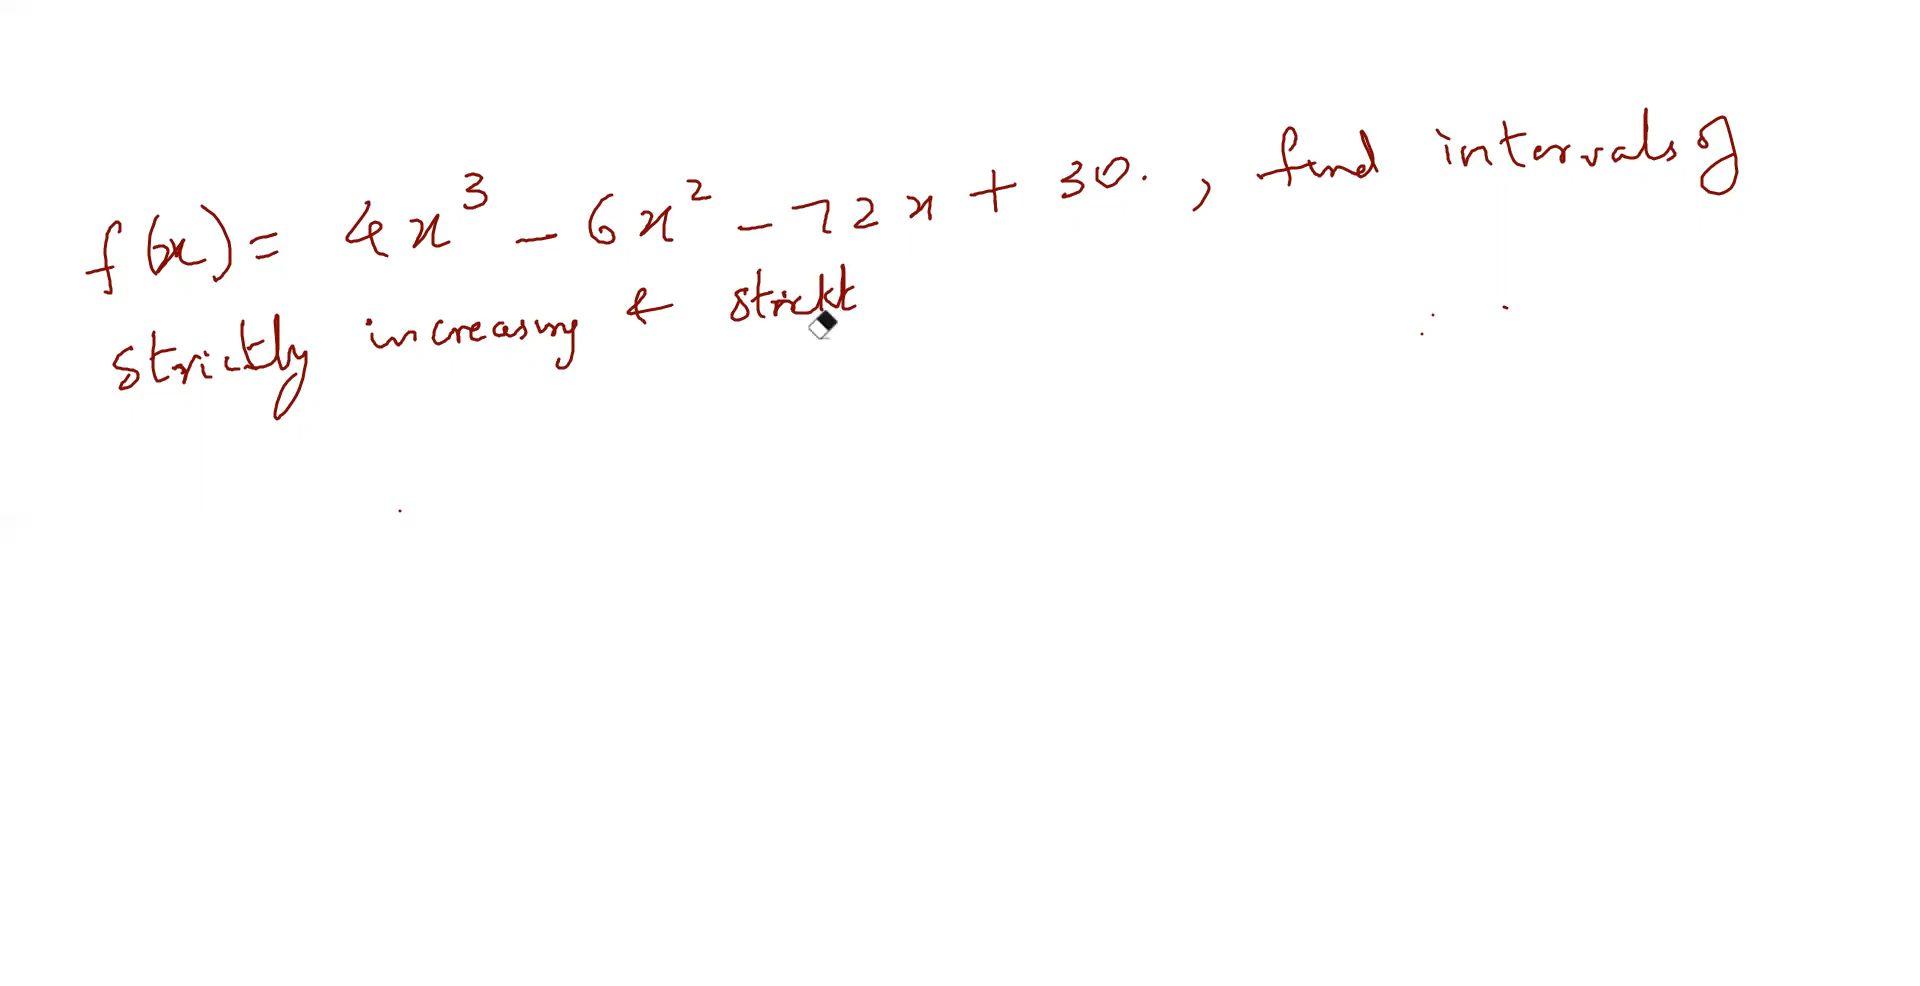 f(x) = 4x³ - 6x² - 72x + 30. , find intervals of
strictly increasing & strickt